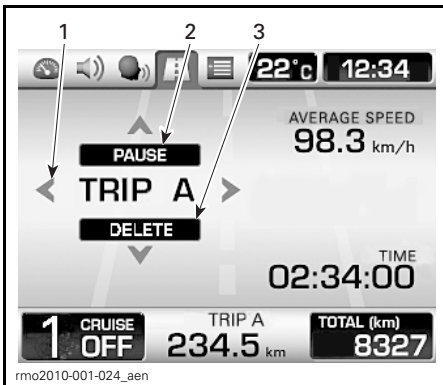 1 2 3
22°c 12:34
AVERAGE SPEED
98.3 km/h
PAUSE
TRIP A
DELETE
TIME
02:34:00
1 CRUISE OFF
TRIP A
234.5 km
TOTAL (km)
8327
rmo2010-001-024_aen